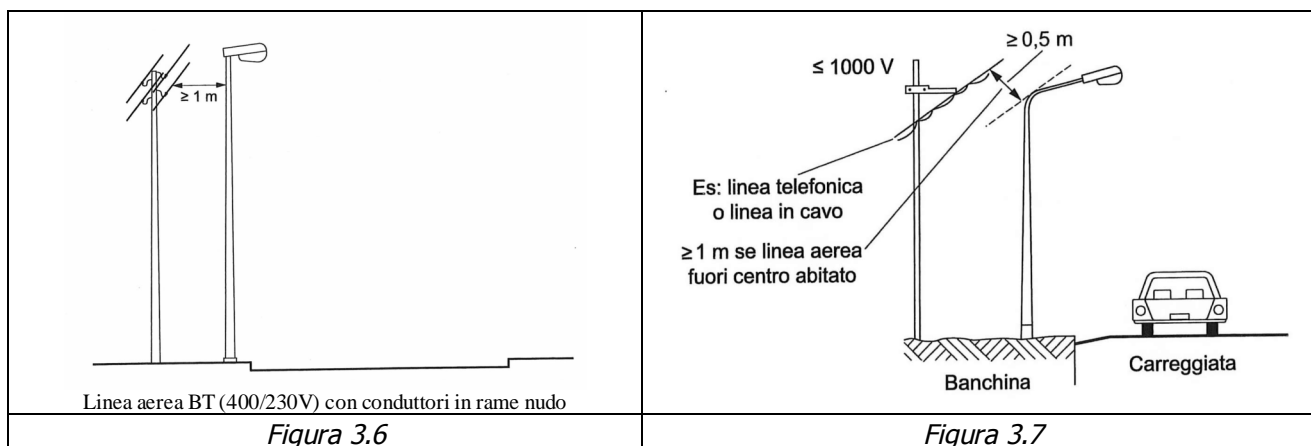 ≥ 1 m
Linea aerea BT (400/230V) con conduttori in rame nudo
Figura 3.6
≥ 0,5 m
≤ 1000 V
Es: linea telefonica
o linea in cavo
≥ 1 m se linea aerea
fuori centro abitato
Banchina
Carreggiata
Figura 3.7